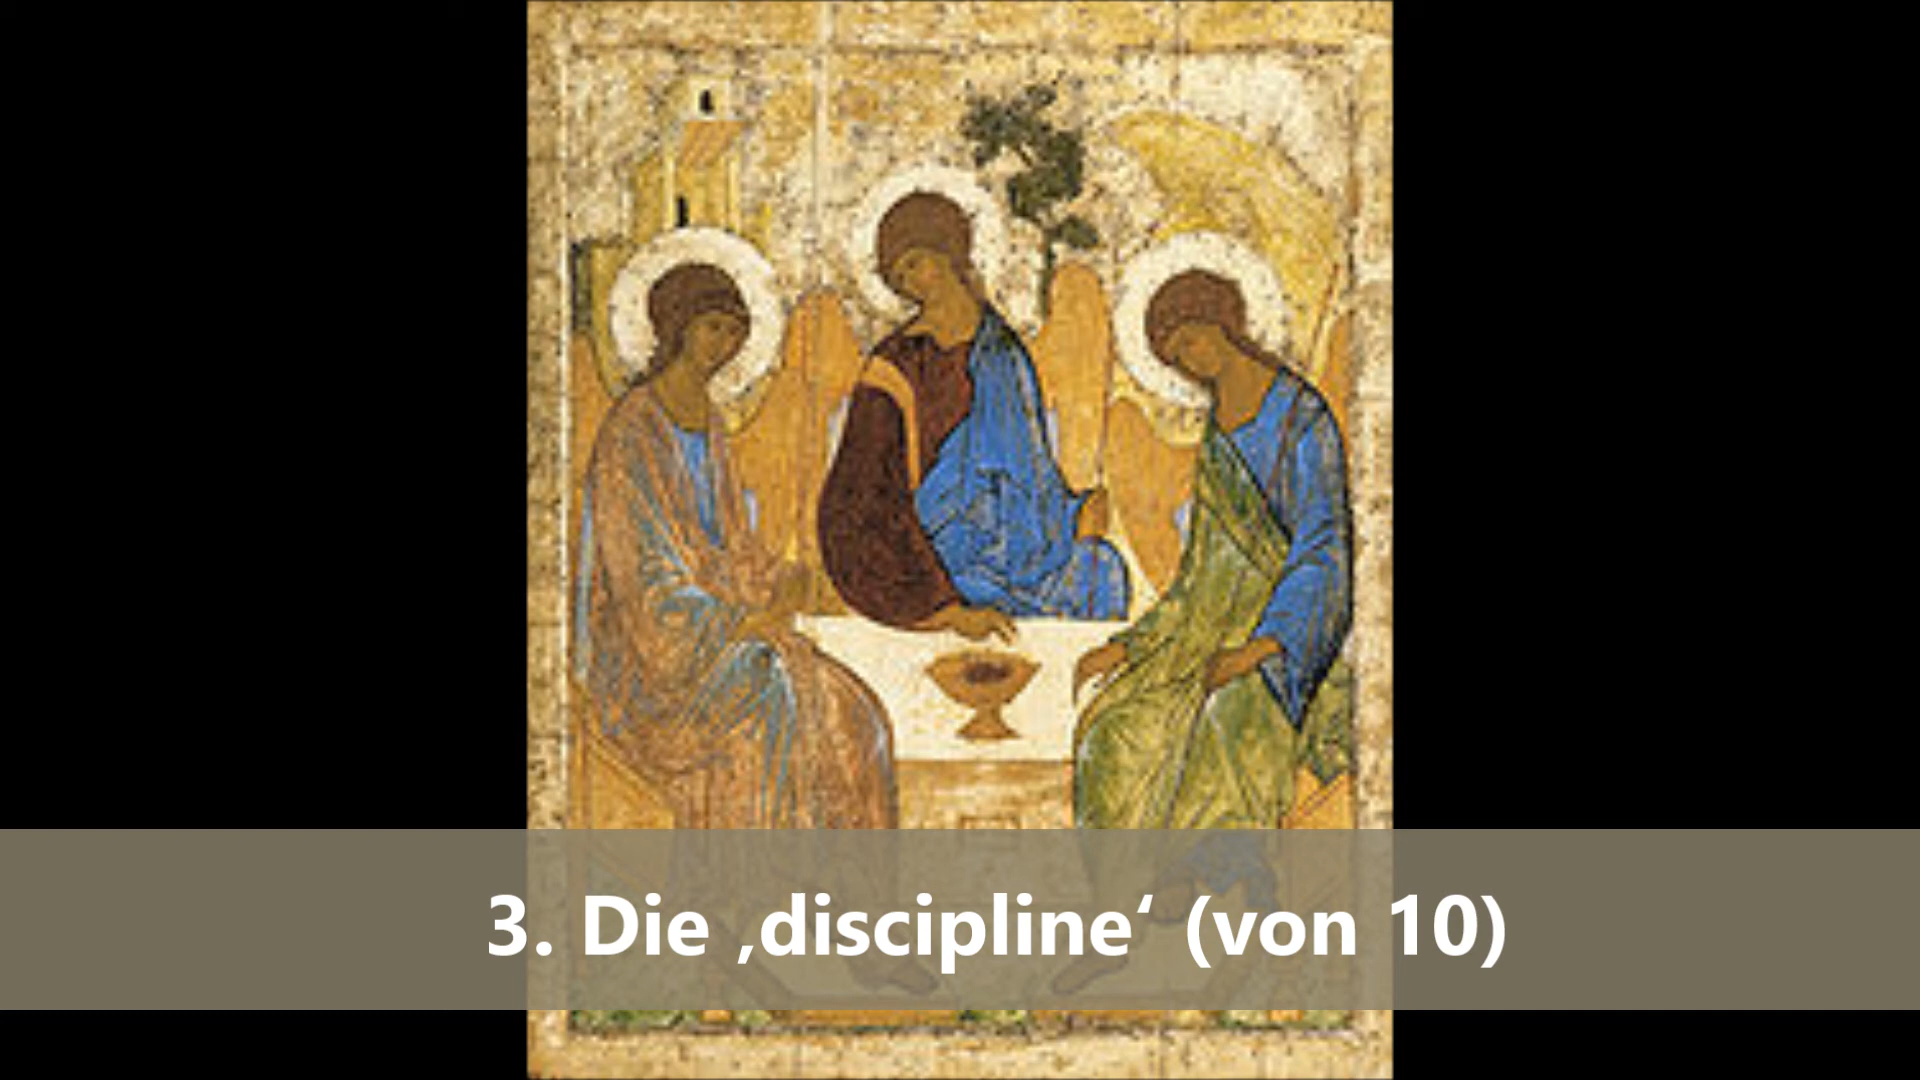 3. Die ‚discipline‘ (von 10)